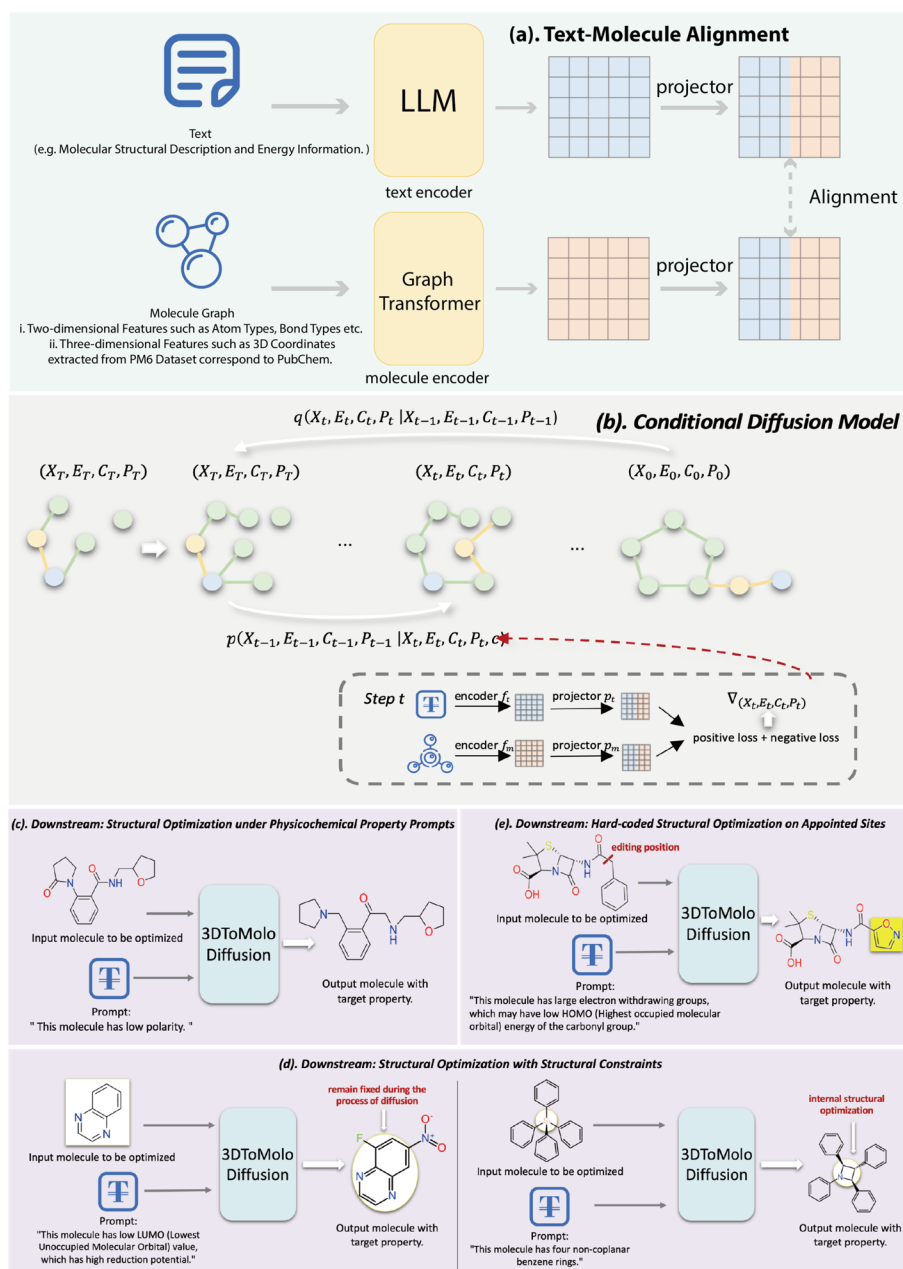 (a). Text-Molecule Alignment
LLM
projector
Text
(e.g. Molecular Structural Description and Energy Information. )
text encoder
Alignment
Graph
Transformer
projector
Molecule Graph
i. Two-dimensional Features such as Atom Types, Bond Types etc.
ii. Three-dimensional Features such as 3D Coordinates
extracted from PM6 Dataset correspond to PubChem.
molecule encoder
q(X_t, E_t, C_t, P_t |X_{t−1}, E_{t−1}, C_{t−1}, P_{t−1})
(b). Conditional Diffusion Model
(X_T, E_T, C_T, P_T)
(X_T, E_T, C_T, P_T)
(X_t, E_t, C_t, P_t)
(X_0, E_0, C_0, P_0)
...
...
p(X_{t−1}, E_{t−1}, C_{t−1}, P_{t−1} |X_t, E_t, C_t, P_t, c)
Step t
encoder f_t
projector p_t
∇_{(X_t,E_t,C_t,P_t)}
positive loss + negative loss
encoder f_m
projector p_m
(c). Downstream: Structural Optimization under Physicochemical Property Prompts
O
N
O
NH
O
Input molecule to be optimized
3DToMolo
Diffusion
N
O
N
H
O
Output molecule with
target property.
Prompt:
" This molecule has low polarity. "
(e). Downstream: Hard-coded Structural Optimization on Appointed Sites
editing position
S
O
NH
N
O
O
OH
Input molecule to be optimized
3DToMolo
Diffusion
S
O
O
N
NH
N
O
O
HO
Output molecule with
target property.
Prompt:
"This molecule has large electron withdrawing groups,
which may have low HOMO (Highest occupied molecular
orbital) energy of the carbonyl group."
(d). Downstream: Structural Optimization with Structural Constraints
N
N
Input molecule to be optimized
3DToMolo
Diffusion
remain fixed during the
process of diffusion
O-
F
N+
O
N
N
Output molecule with
target property.
Prompt:
"This molecule has low LUMO (Lowest
Unoccupied Molecular Orbital) value,
which has high reduction potential."
Input molecule to be optimized
3DToMolo
Diffusion
internal structural
optimization
N
Output molecule with
target property.
Prompt:
"This molecule has four non-coplanar
benzene rings."